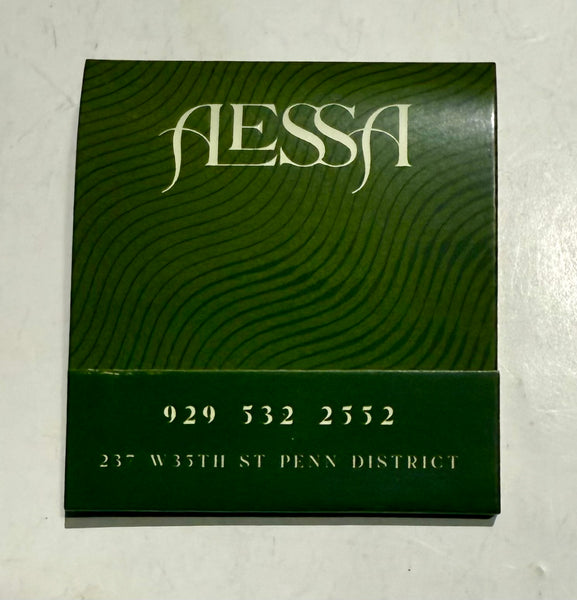 AESSA
929 532 2552
237 W35TH ST PENN DISTRICT